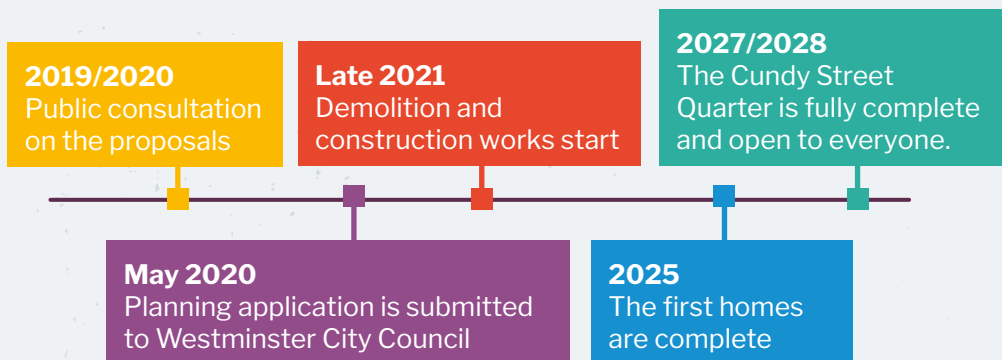 2019/2020
Public consultation
on the proposals
May 2020
Planning application is submitted
to Westminster City Council
Late 2021
Demolition and
construction works start
2025
The first homes
are complete
2027/2028
The Cundy Street
Quarter is fully complete
and open to everyone.